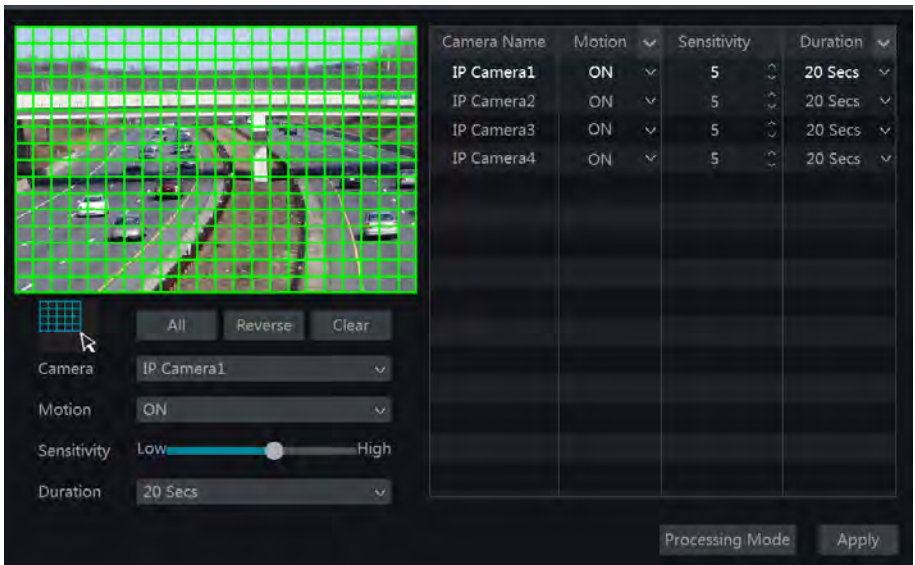 Camera Name Motion Sensitivity Duration
IP Camera1 ON 5 20 Secs
IP Camera2 ON 5 20 Secs
IP Camera3 ON 5 20 Secs
IP Camera4 ON 5 20 Secs
All Reverse Clear
Camera IP Camera1
Motion ON
Sensitivity Low High
Duration 20 Secs
Processing Mode Apply